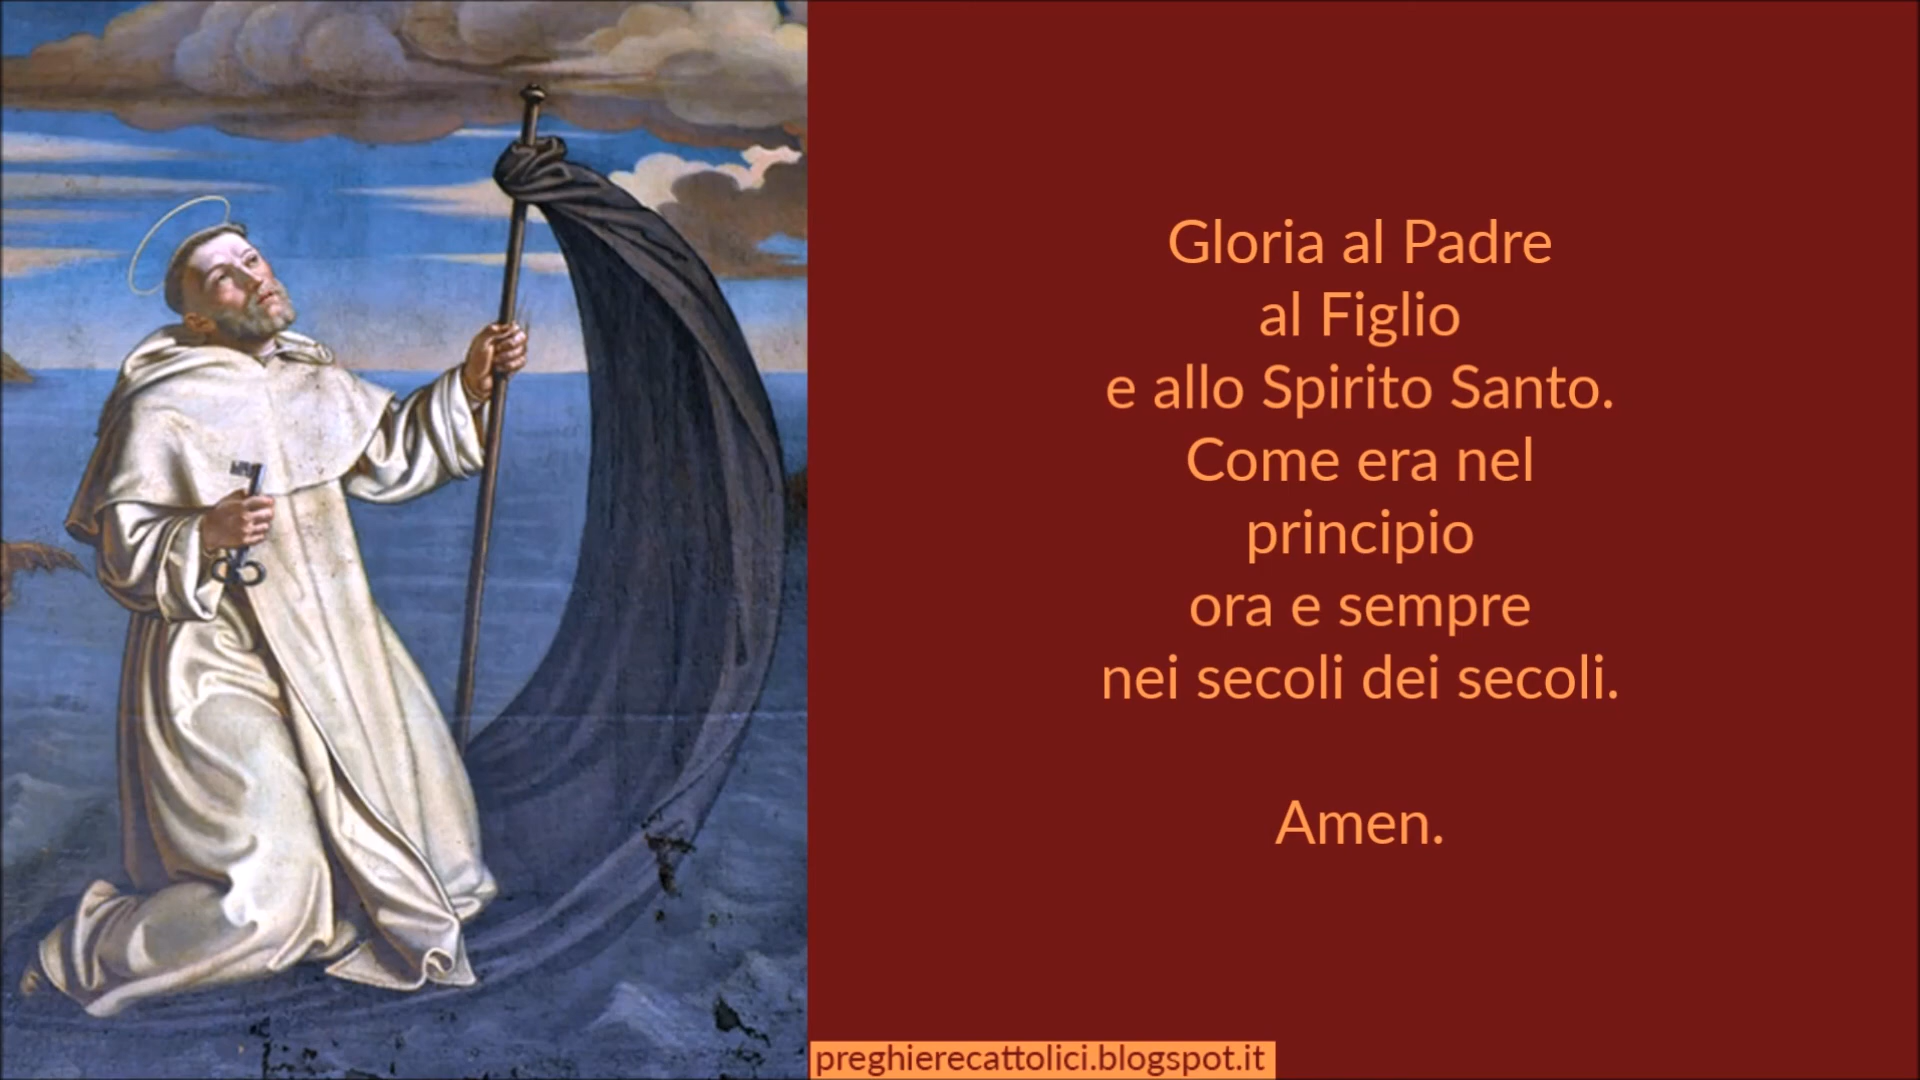 Gloria al Padre
al Figlio
e allo Spirito Santo.
Come era nel
principio
ora e sempre
nei secoli dei secoli.
Amen.
preghierecattolici.blogspot.it